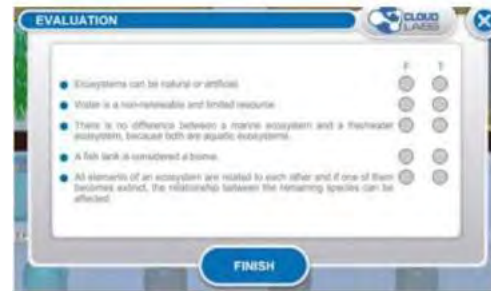 EVALUATION
CLOUD
LABS
F T
Ecosystems can be natural or artificial.
Water is a non-renewable and limited resource.
There is no difference between a marine ecosystem and a freshwater
ecosystem, because both are aquatic ecosystems.
A fish tank is considered a biome.
All elements of an ecosystem are related to each other and if one of them
becomes extinct, the relationship between the remaining species can be
affected.
FINISH